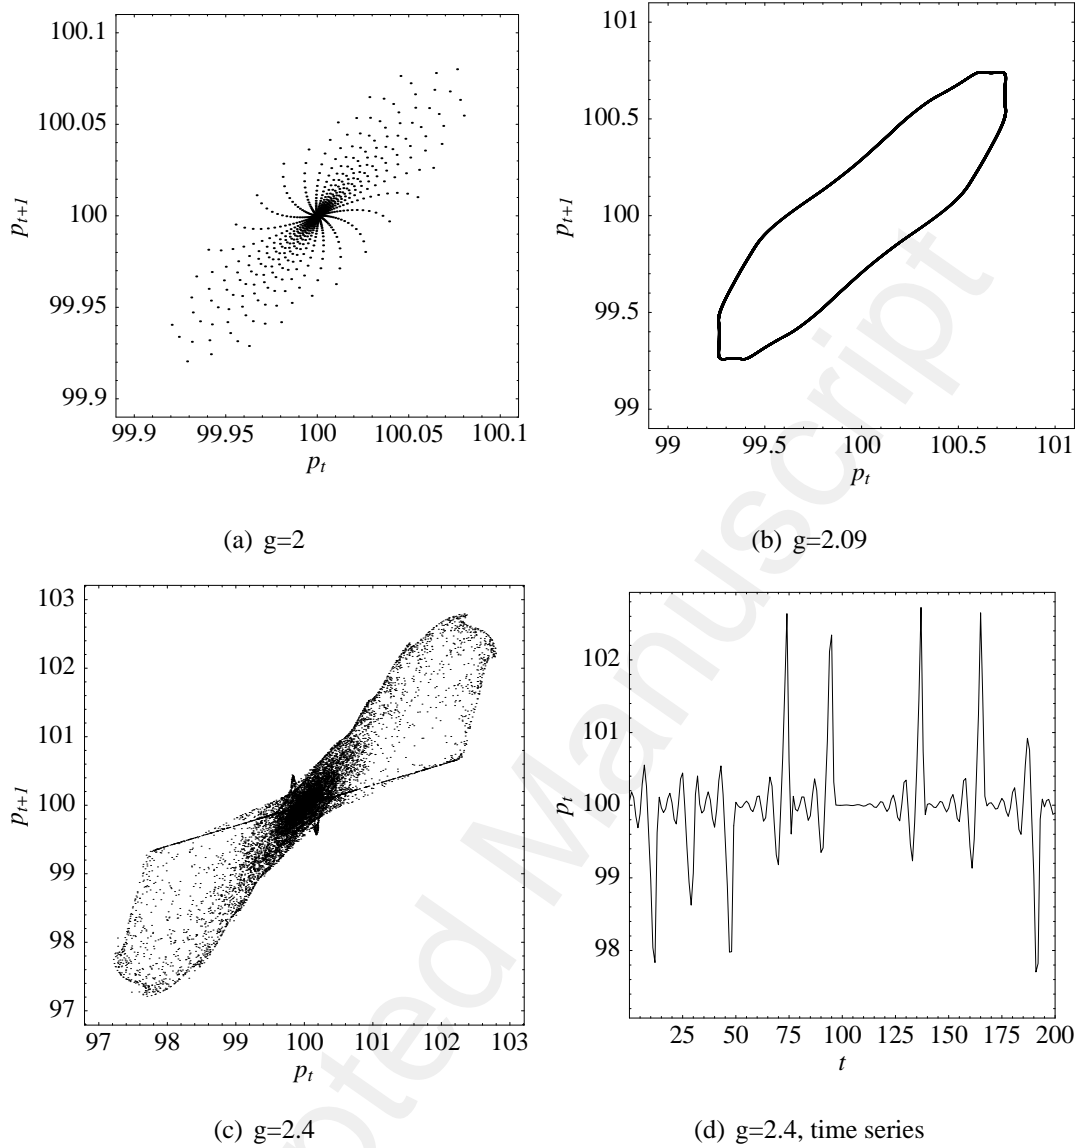 100.1
100.05
100
99.95
99.9
p_{t+1}
99.9 99.95 100 100.05 100.1
p_t
(a) g=2
101
100.5
100
99.5
99
p_{t+1}
99 99.5 100 100.5 101
p_t
(b) g=2.09
103
102
101
100
99
98
97
p_{t+1}
97 98 99 100 101 102 103
p_t
(c) g=2.4
102
101
100
99
98
p_t
25 50 75 100 125 150 175 200
t
(d) g=2.4, time series
pted Manuscript